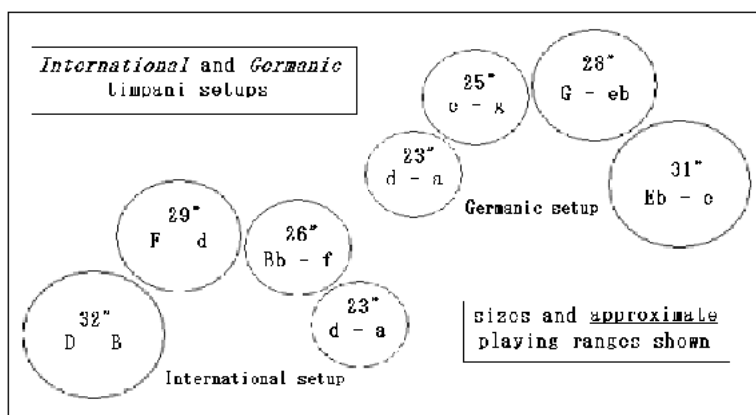 International and Germanic
timpani setups
25"
c - g
28"
G - eb
23"
d - a
31"
Eb - c
Germanic setup
29"
F d
26"
Bb - f
32"
D B
23"
d - a
International setup
sizes and approximate
playing ranges shown